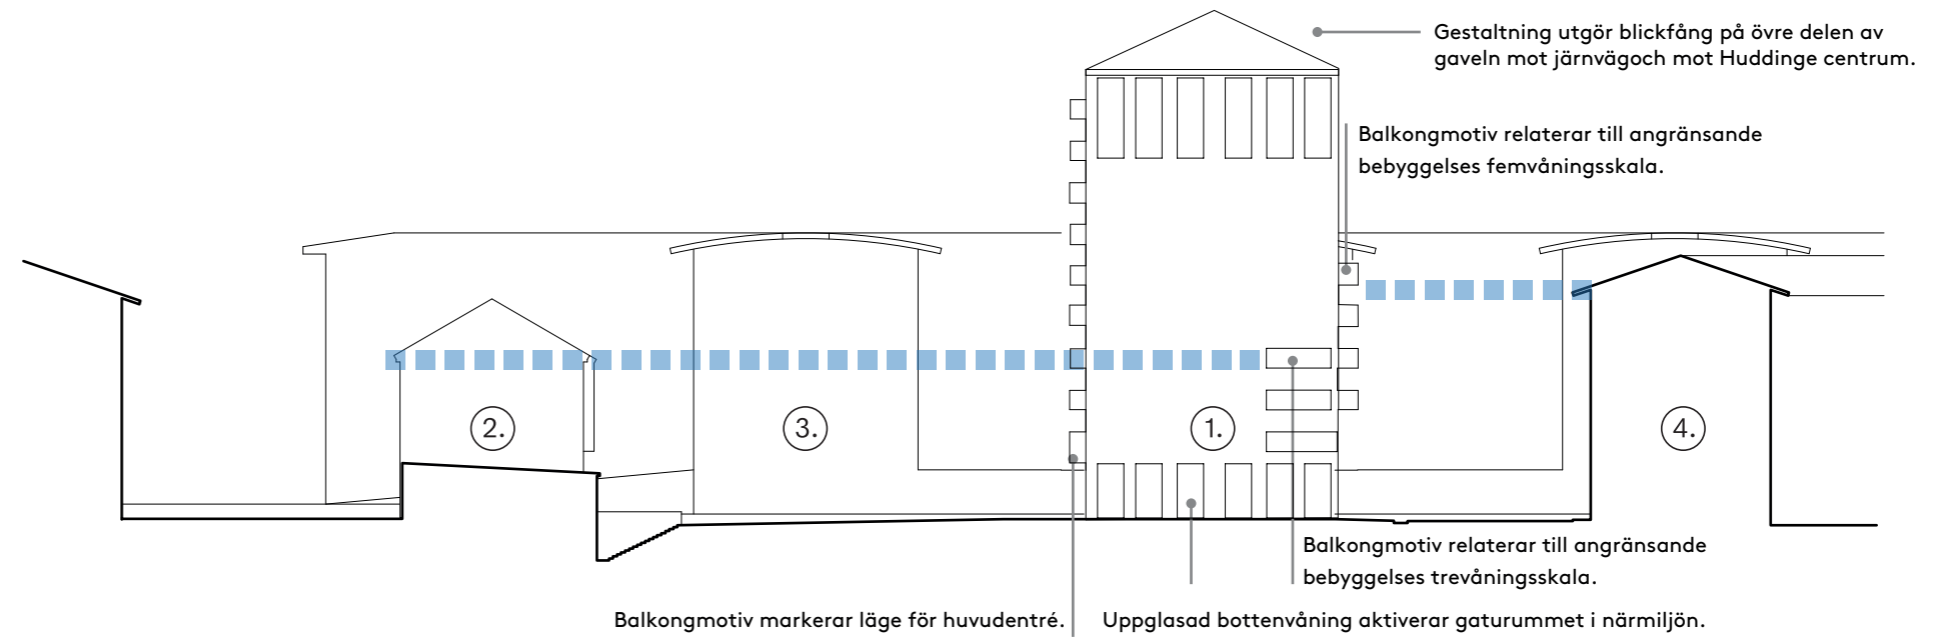 Gestaltning utgör blickfång på övre delen av
gaveln mot järnvägoch mot Huddinge centrum.
Balkongmotiv relaterar till angränsande
bebyggelses femvåningsskala.
2.
3.
1.
4.
Balkongmotiv relaterar till angränsande
bebyggelses trevåningsskala.
Balkongmotiv markerar läge för huvudentré.
Uppglasad bottenvåning aktiverar gaturummet i närmiljön.